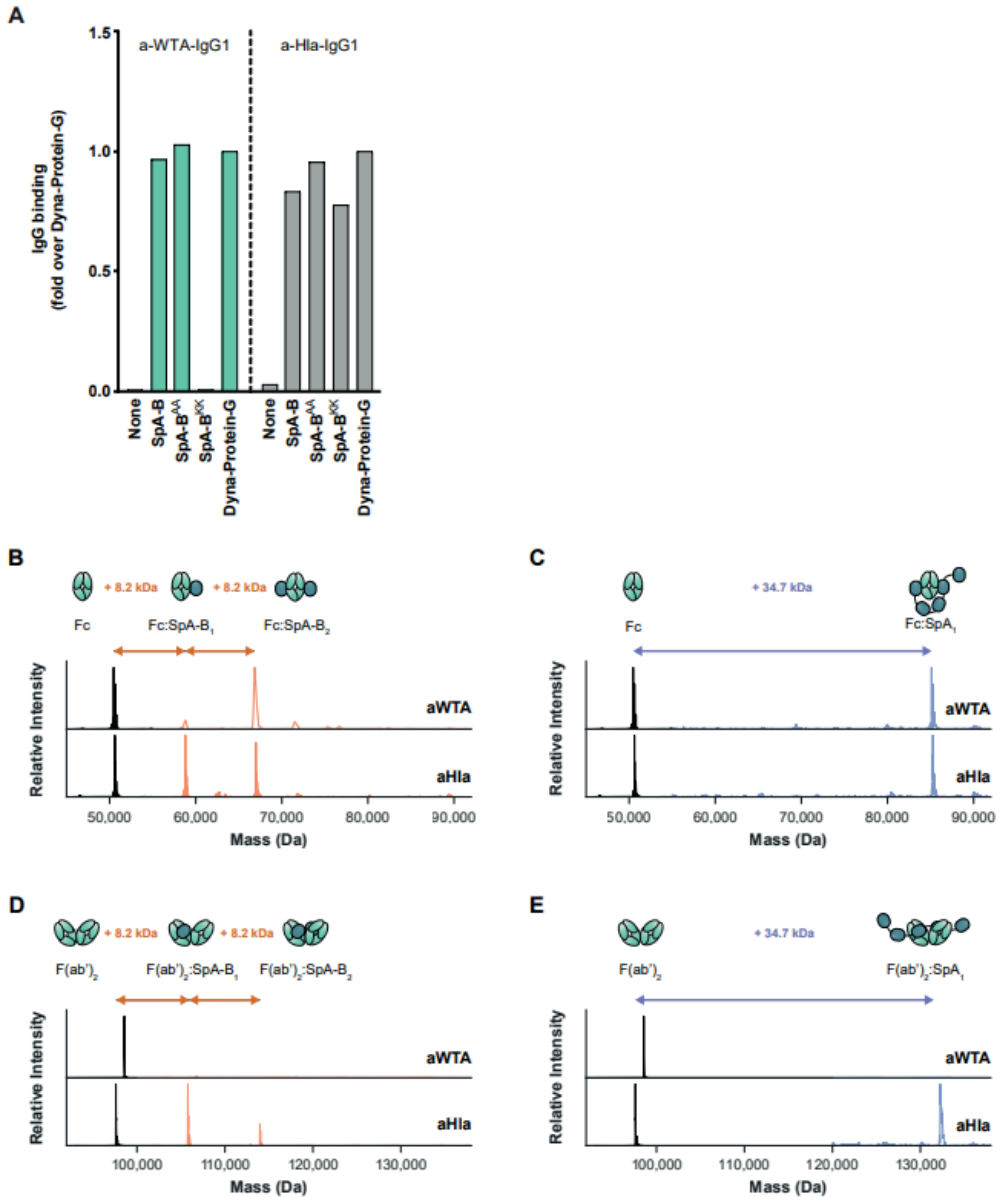 A
a-WTA-IgG1
a-Hla-IgG1
IgG binding
(fold over Dyna-Protein-G)
1.5
1.0
0.5
0.0
None
SpA-B
SpA-Bᴬᴬ
SpA-Bᴷᴷ
Dyna-Protein-G
None
SpA-B
SpA-Bᴬᴬ
SpA-Bᴷᴷ
Dyna-Protein-G
B
+ 8.2 kDa
+ 8.2 kDa
Fc
Fc:SpA-B₁
Fc:SpA-B₂
Relative Intensity
aWTA
aHla
50,000 60,000 70,000 80,000 90,000
Mass (Da)
C
+ 34.7 kDa
Fc
Fc:SpA₁
Relative Intensity
aWTA
aHla
50,000 60,000 70,000 80,000 90,000
Mass (Da)
D
+ 8.2 kDa
+ 8.2 kDa
F(ab')₂
F(ab')₂:SpA-B₁
F(ab')₂:SpA-B₂
Relative Intensity
aWTA
aHla
100,000 110,000 120,000 130,000
Mass (Da)
E
+ 34.7 kDa
F(ab')₂
F(ab')₂:SpA₁
Relative Intensity
aWTA
aHla
100,000 110,000 120,000 130,000
Mass (Da)